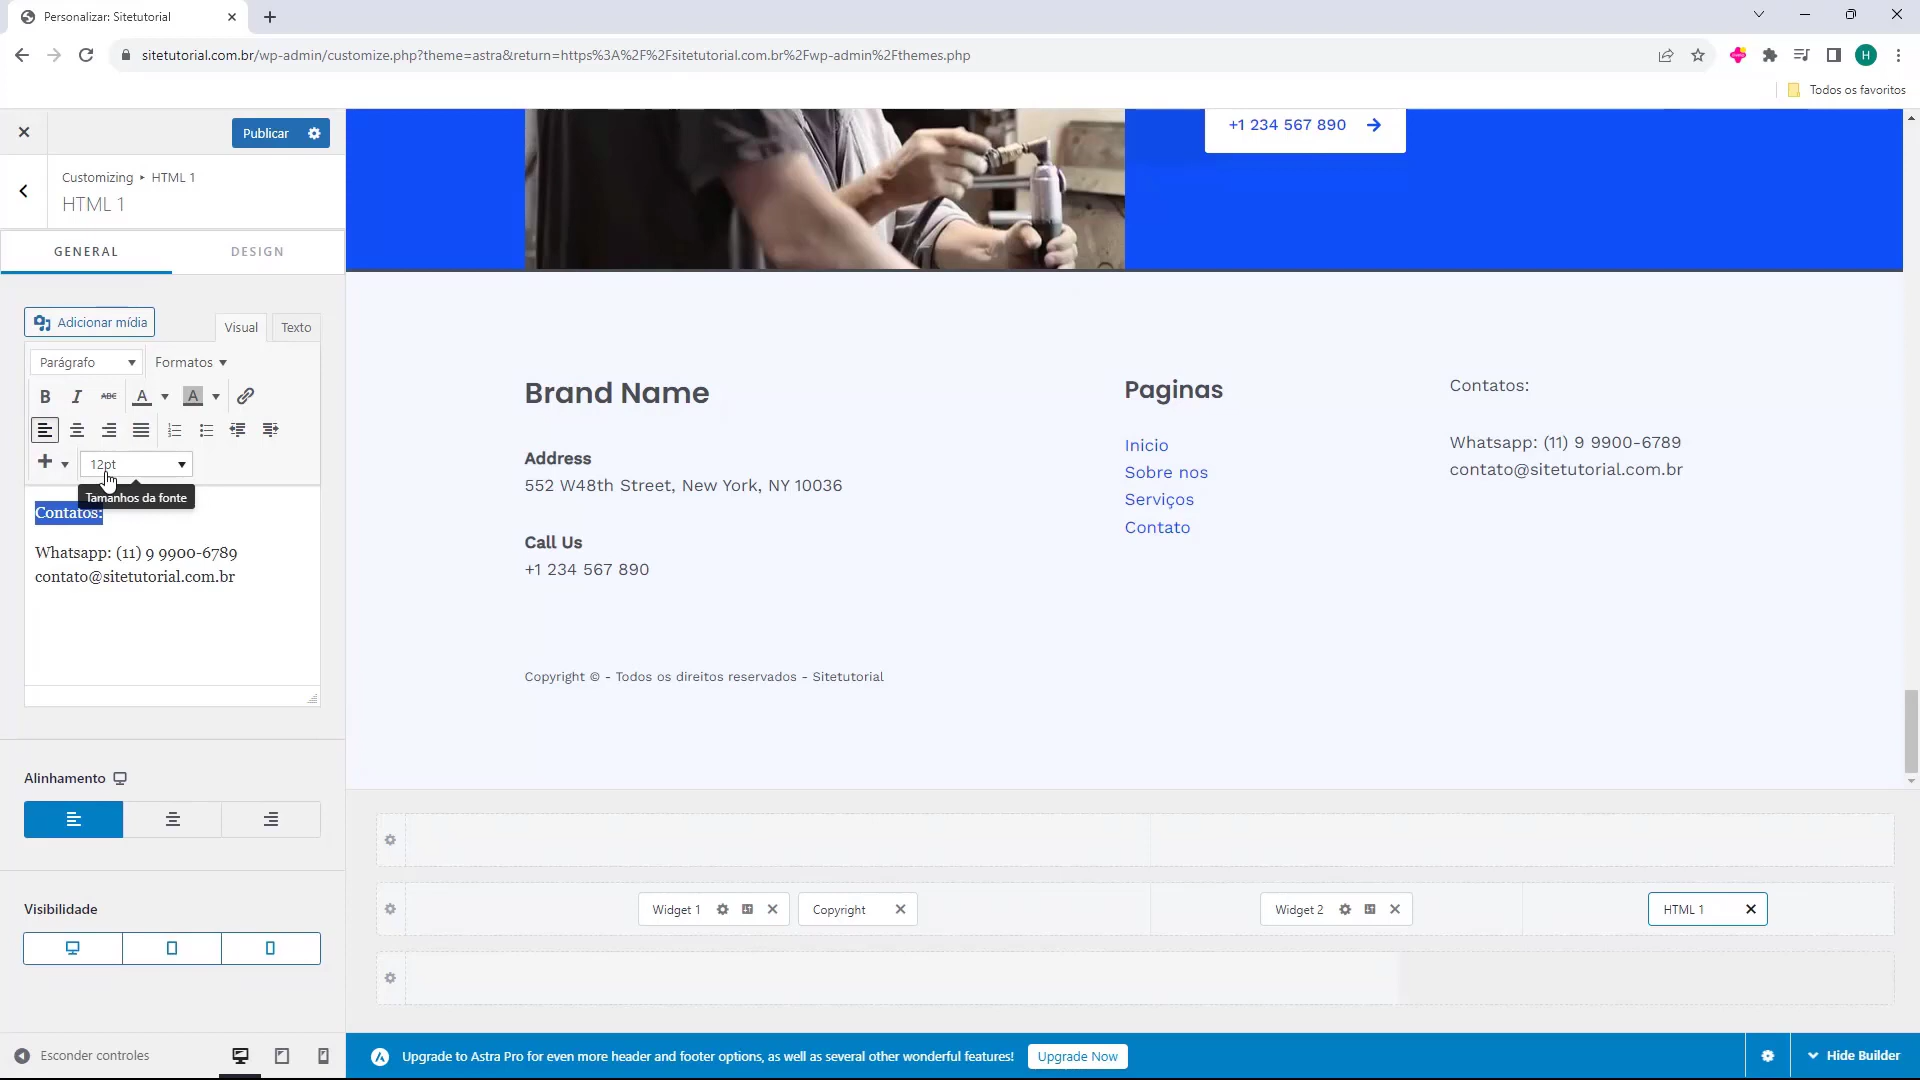 Personalizar: Sitetutorial
sitetutorial.com.br/wp-admin/customize.php?theme=astra&return=https%3A%2F%2Fsitetutorial.com.br%2Fwp-admin%2Fthemes.php
H
Todos os favoritos
Publicar
Customizing ▸ HTML 1
HTML 1
GENERAL
DESIGN
Adicionar mídia
Visual
Texto
Parágrafo
Formatos
B I ABC A A
12pt
Tamanhos da fonte
Contatos:
Whatsapp: (11) 9 9900-6789
contato@sitetutorial.com.br
Alinhamento
Visibilidade
Esconder controles
+1 234 567 890
Brand Name
Address
552 W48th Street, New York, NY 10036
Call Us
+1 234 567 890
Paginas
Inicio
Sobre nos
Serviços
Contato
Contatos:
Whatsapp: (11) 9 9900-6789
contato@sitetutorial.com.br
Copyright © - Todos os direitos reservados - Sitetutorial
Widget 1
Copyright
Widget 2
HTML 1
Upgrade to Astra Pro for even more header and footer options, as well as several other wonderful features!
Upgrade Now
Hide Builder